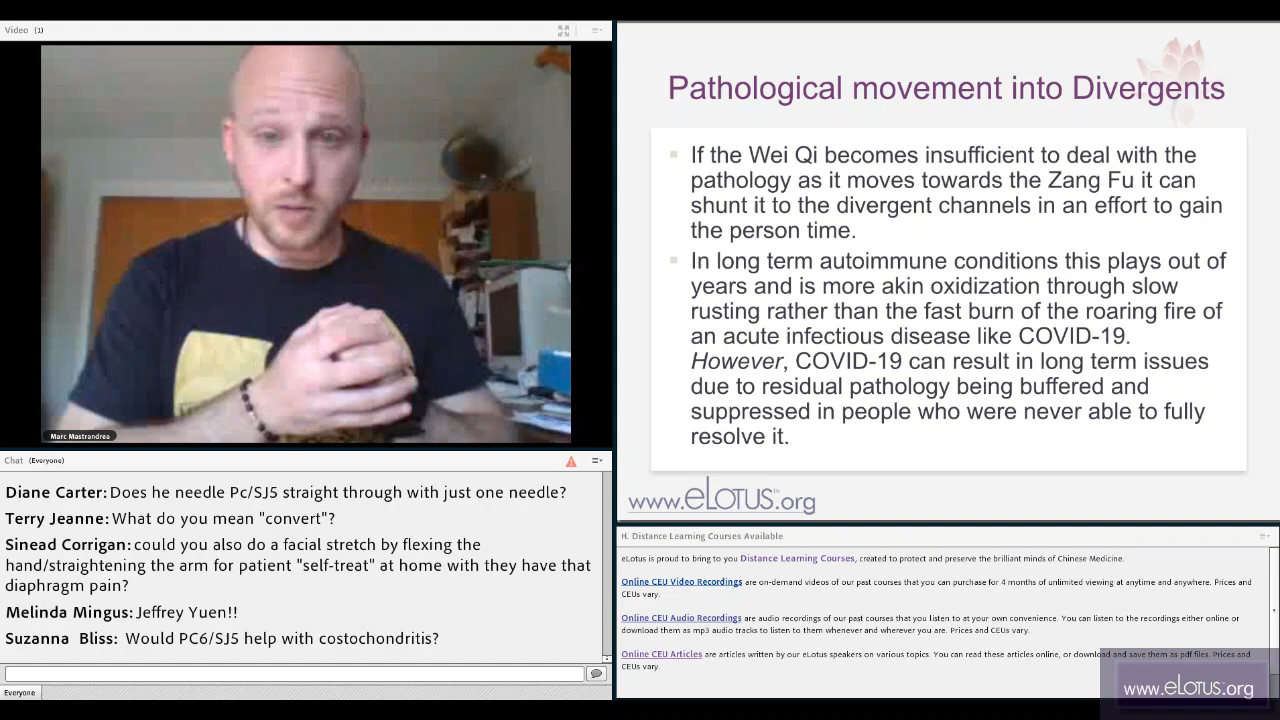 Video (1)
Marc Mastrandrea
Chat (Everyone)
Diane Carter: Does he needle Pc/SJ5 straight through with just one needle?
Terry Jeanne: What do you mean "convert"?
Sinead Corrigan: could you also do a facial stretch by flexing the
hand/straightening the arm for patient "self-treat" at home with they have that
diaphragm pain?
Melinda Mingus: Jeffrey Yuen!!
Suzanna Bliss: Would PC6/SJ5 help with costochondritis?
Everyone
Pathological movement into Divergents
If the Wei Qi becomes insufficient to deal with the
pathology as it moves towards the Zang Fu it can
shunt it to the divergent channels in an effort to gain
the person time.
In long term autoimmune conditions this plays out of
years and is more akin oxidization through slow
rusting rather than the fast burn of the roaring fire of
an acute infectious disease like COVID-19.
However, COVID-19 can result in long term issues
due to residual pathology being buffered and
suppressed in people who were never able to fully
resolve it.
www.eLOTUS.org
H. Distance Learning Courses Available
eLotus is proud to bring to you Distance Learning Courses, created to protect and preserve the brilliant minds of Chinese Medicine.
Online CEU Video Recordings are on-demand videos of our past courses that you can purchase for 4 months of unlimited viewing at anytime and anywhere. Prices and
CEUs vary.
Online CEU Audio Recordings are audio recordings of our past courses that you listen to at your own convenience. You can listen to the recordings either online or
download them as mp3 audio tracks to listen to them whenever and wherever you are. Prices and CEUs vary.
Online CEU Articles are articles written by our eLotus speakers on various topics. You can read these articles online, or download and save them as pdf files. Prices and
CEUs vary.
www.eLOTUS.org